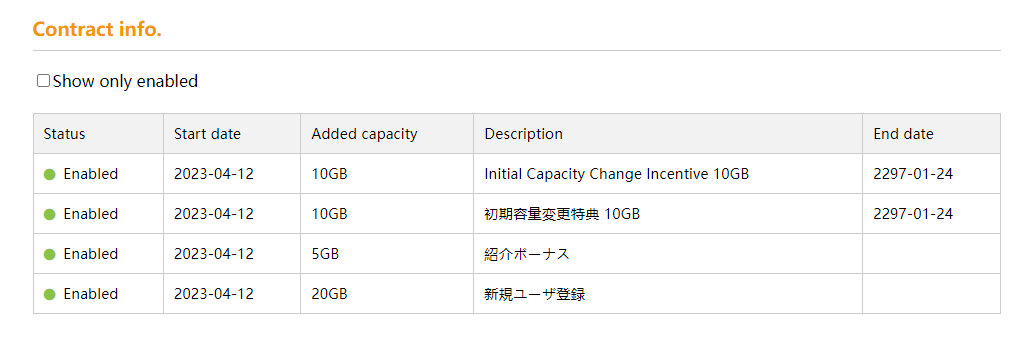 Contract info.
Show only enabled
Status Start date Added capacity Description End date
Enabled 2023-04-12 10GB Initial Capacity Change Incentive 10GB 2297-01-24
Enabled 2023-04-12 10GB 初期容量変更特典 10GB 2297-01-24
Enabled 2023-04-12 5GB 紹介ボーナス
Enabled 2023-04-12 20GB 新規ユーザ登録